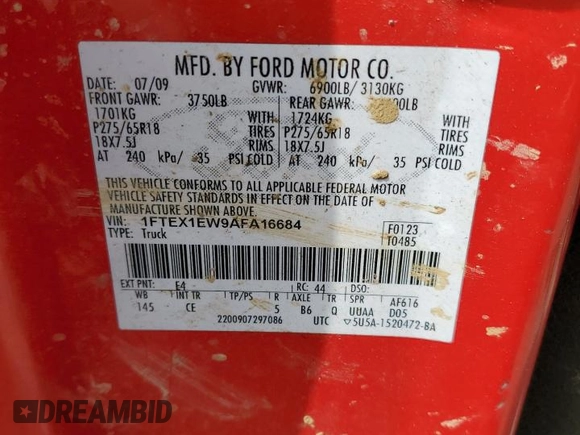 MFD. BY FORD MOTOR CO.
DATE: 07/09 GVWR: 6900LB/ 3130KG
FRONT GAWR: 3750LB REAR GAWR: 00LB
1701KG WITH 1724KG WITH
P275/65R18 TIRES P275/65R18 TIRES
18X7.5J RIMS 18X7.5J RIMS
AT 240 kPa/ 35 PSI COLD AT 240 kPa/ 35 PSI COLD
THIS VEHICLE CONFORMS TO ALL APPLICABLE FEDERAL MOTOR
VEHICLE SAFETY STANDARDS IN EFFECT ON THE DATE OF
MANUFACTURE SHOWN ABOVE.
VIN: 1FTEX1EW9AFA16684 F0123
TYPE: Truck T0485
EXT PNT: E4 RC: 44 DSO:
WB INT TR TP/PS R AXLE TR SPR AF616
145 CE 5 B6 Q UUAA D05
2200907297086 UTC ▽5U5A-1520472-BA
DREAMBID